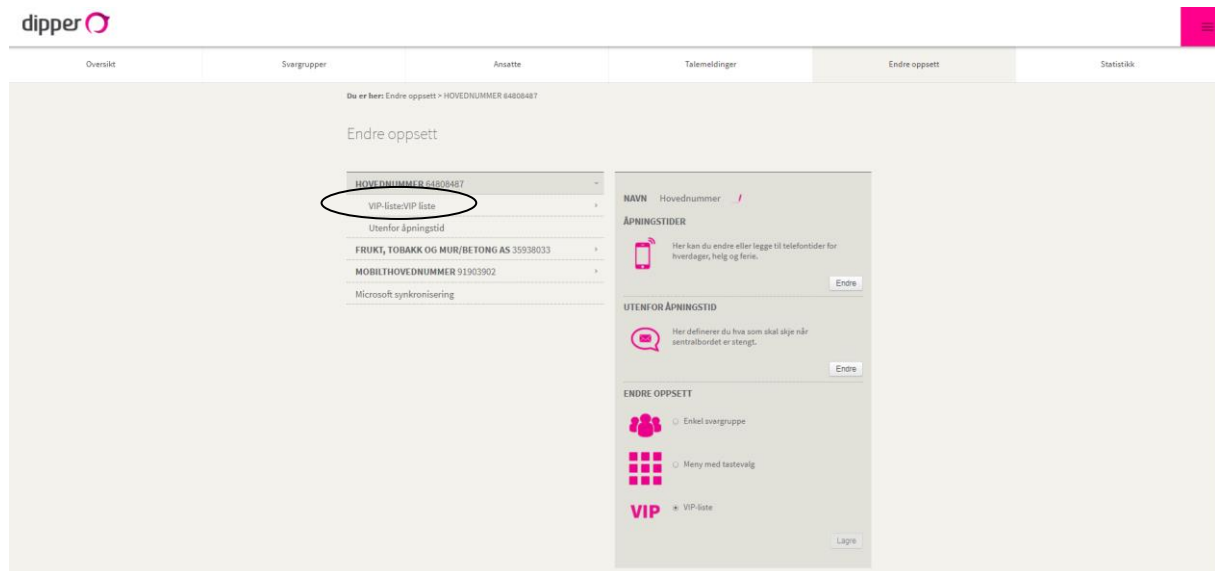 dipper
Oversikt
Svargrupper
Ansatte
Talemeldinger
Endre oppsett
Statistikk
Du er her: Endre oppsett > HOVEDNUMMER 64808487
Endre oppsett
HOVEDNUMMER 64808487
VIP-liste:VIP liste
Utenfor åpningstid
FRUKT, TOBAKK OG MUR/BETONG AS 35938033
MOBILTHOVEDNUMMER 91903902
Microsoft synkronisering
NAVN Hovednummer
ÅPNINGSTIDER
Her kan du endre eller legge til telefontider for
hverdager, helg og ferie.
Endre
UTENFOR ÅPNINGSTID
Her definerer du hva som skal skje når
sentralbordet er stengt.
Endre
ENDRE OPPSETT
Enkel svargruppe
Meny med tastevalg
VIP VIP-liste
Lagre